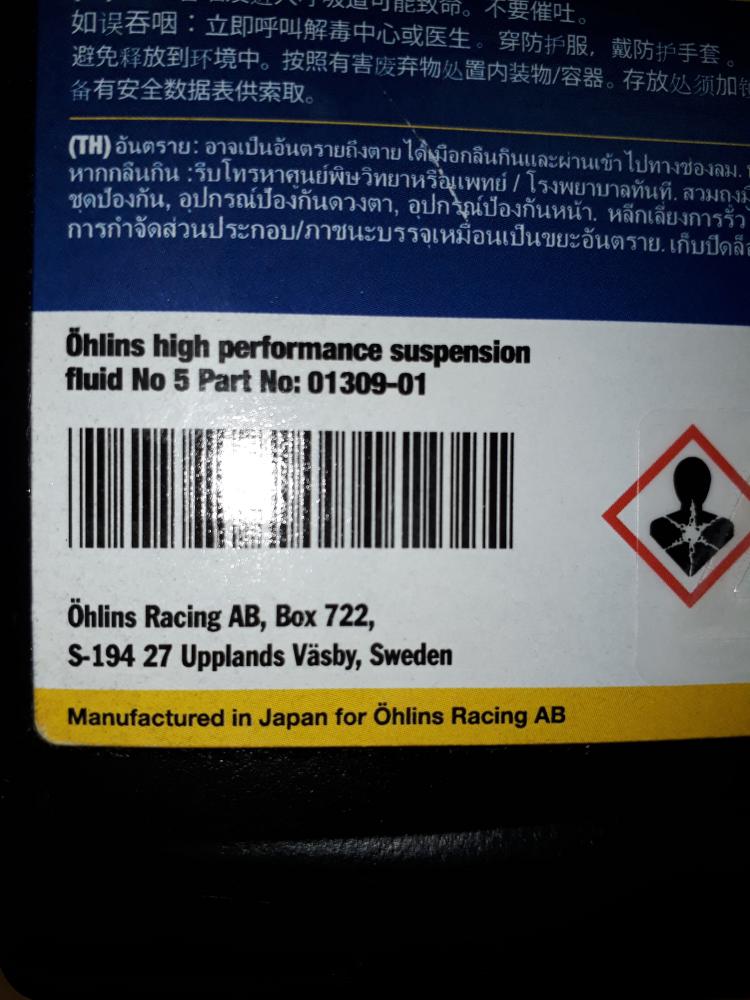 可能致命。不要催吐。
如误吞咽：立即呼叫解毒中心或医生。穿防护服，戴防护手套。
避免释放到环境中。按照有害废弃物处置内装物/容器。存放处须加
备有安全数据表供索取。
(TH) อันตราย: อาจเป็นอันตรายถึงตายได้เมื่อกลืนกินและผ่านเข้าไปทางช่องลม.
หากกลืนกิน :รีบโทรหาศูนย์พิษวิทยาหรือแพทย์ / โรงพยาบาลทันที. สวมถุงมือ
ชุดป้องกัน, อุปกรณ์ป้องกันดวงตา, อุปกรณ์ป้องกันหน้า. หลีกเลี่ยงการรั่ว
การกำจัดส่วนประกอบ/ภาชนะบรรจุเหมือนเป็นขยะอันตราย. เก็บปิดล็อ
Öhlins high performance suspension
fluid No 5 Part No: 01309-01
Öhlins Racing AB, Box 722,
S-194 27 Upplands Väsby, Sweden
Manufactured in Japan for Öhlins Racing AB